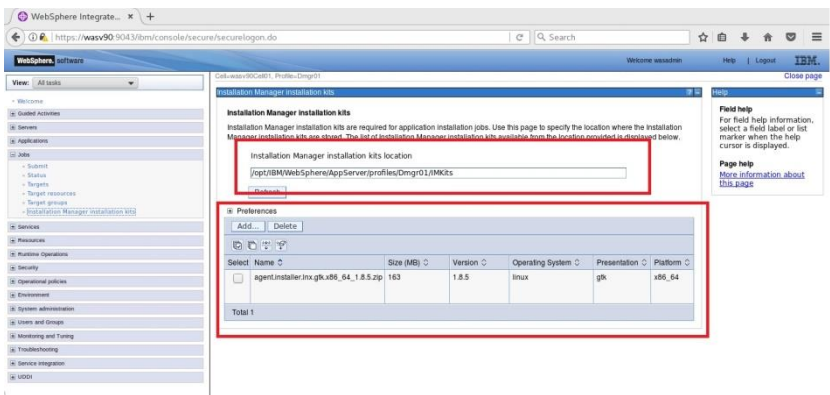 WebSphere Integrate... × +
https://wasv90:9043/ibm/console/secure/securelogon.do
Search
WebSphere. software
Welcome wasadmin
Help | Logout
IBM.
View: All tasks
Cell=wasv90Cell01, Profile=Dmgr01
Close page
Welcome
Guided Activities
Servers
Applications
Jobs
Submit
Status
Targets
Target resources
Target groups
Installation Manager installation kits
Services
Resources
Runtime Operations
Security
Operational policies
Environment
System administration
Users and Groups
Monitoring and Tuning
Troubleshooting
Service integration
UDDI
Installation Manager installation kits
Installation Manager installation kits
Installation Manager installation kits are required for application installation jobs. Use this page to specify the location where the Installation
Manager installation kits are stored. The list of Installation Manager installation kits available from the location provided is displayed below.
Installation Manager installation kits location
/opt/IBM/WebSphere/AppServer/profiles/Dmgr01/IMKits
Refresh
Preferences
Add... Delete
Select Name Size (MB) Version Operating System Presentation Platform
agent.installer.lnx.gtk.x86_64_1.8.5.zip 163 1.8.5 linux gtk x86_64
Total 1
Help
Field help
For field help information,
select a field label or list
marker when the help
cursor is displayed.
Page help
More information about
this page